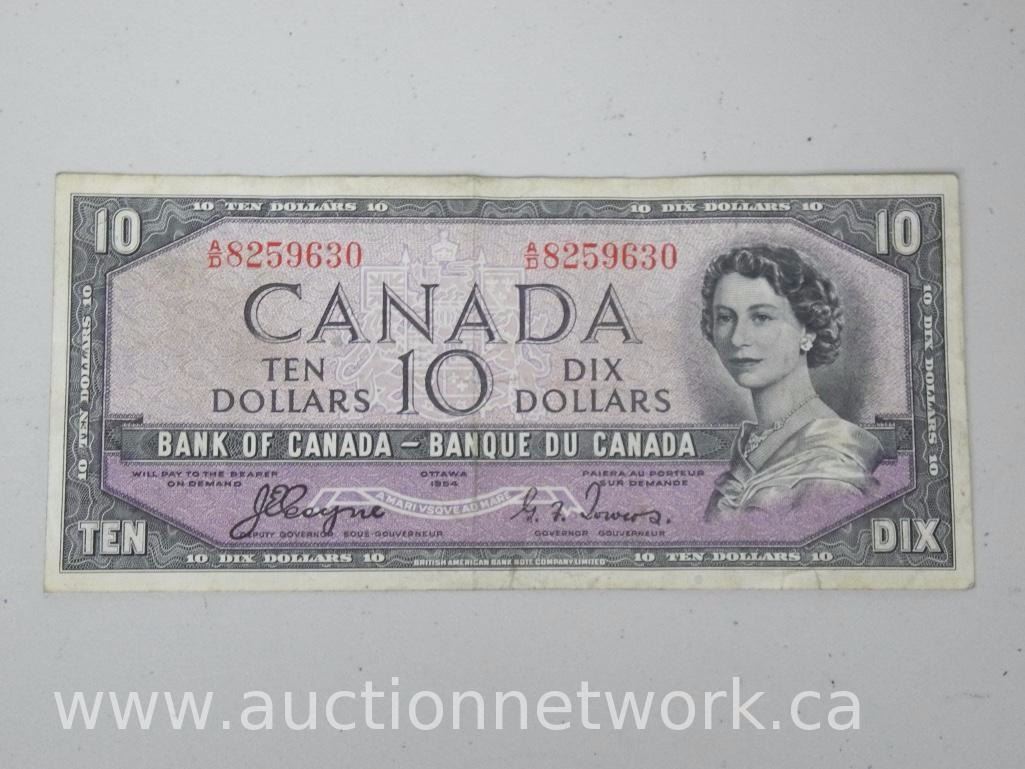 10 TEN DOLLARS 10
10 DIX DOLLARS 10
10
10
A/D 8259630
A/D 8259630
CANADA
TEN DOLLARS
10
DIX DOLLARS
10 TEN DOLLARS 10
10 DIX DOLLARS 10
BANK OF CANADA – BANQUE DU CANADA
WILL PAY TO THE BEARER
ON DEMAND
OTTAWA
1954
PAIERA AU PORTEUR
SUR DEMANDE
A MARI VSQVE AD MARE
J E Coyne
G. F. Towers.
DEPUTY GOVERNOR SOUS-GOUVERNEUR
GOVERNOR GOUVERNEUR
TEN
DIX
10 DIX DOLLARS 10
10 TEN DOLLARS 10
BRITISH AMERICAN BANK NOTE COMPANY LIMITED
www.auctionnetwork.ca